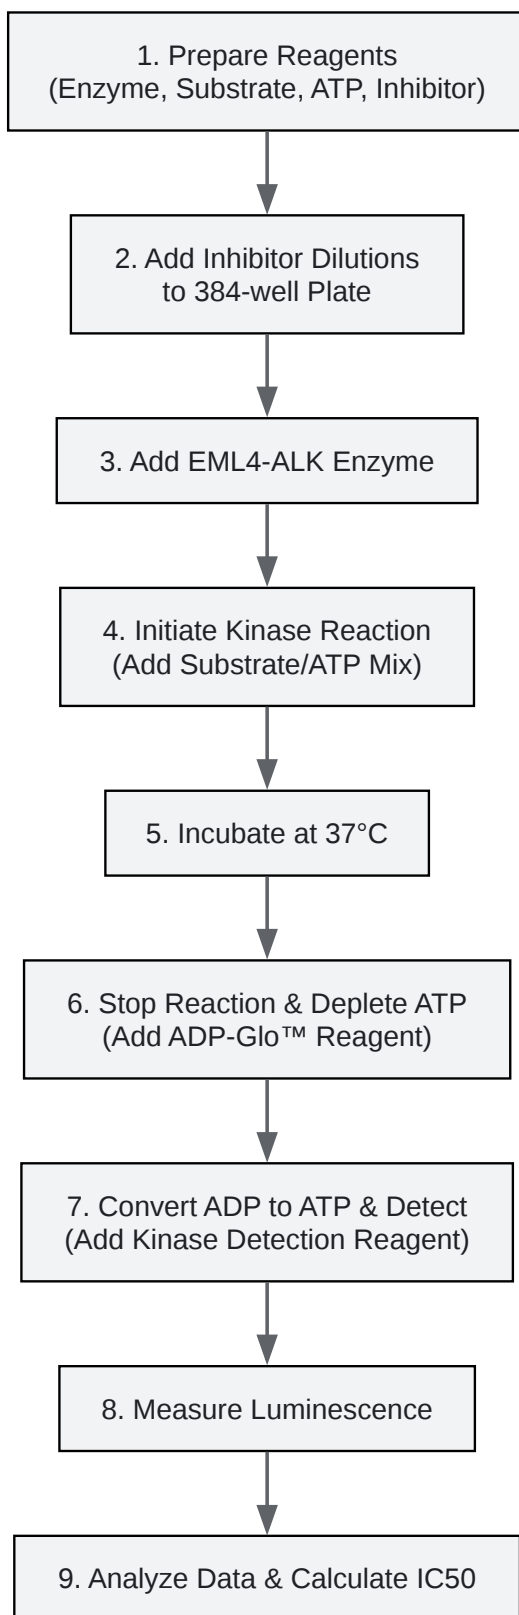 1. Prepare Reagents
(Enzyme, Substrate, ATP, Inhibitor)
2. Add Inhibitor Dilutions
to 384-well Plate
3. Add EML4-ALK Enzyme
4. Initiate Kinase Reaction
(Add Substrate/ATP Mix)
5. Incubate at 37°C
6. Stop Reaction & Deplete ATP
(Add ADP-Glo™ Reagent)
7. Convert ADP to ATP & Detect
(Add Kinase Detection Reagent)
8. Measure Luminescence
9. Analyze Data & Calculate IC50